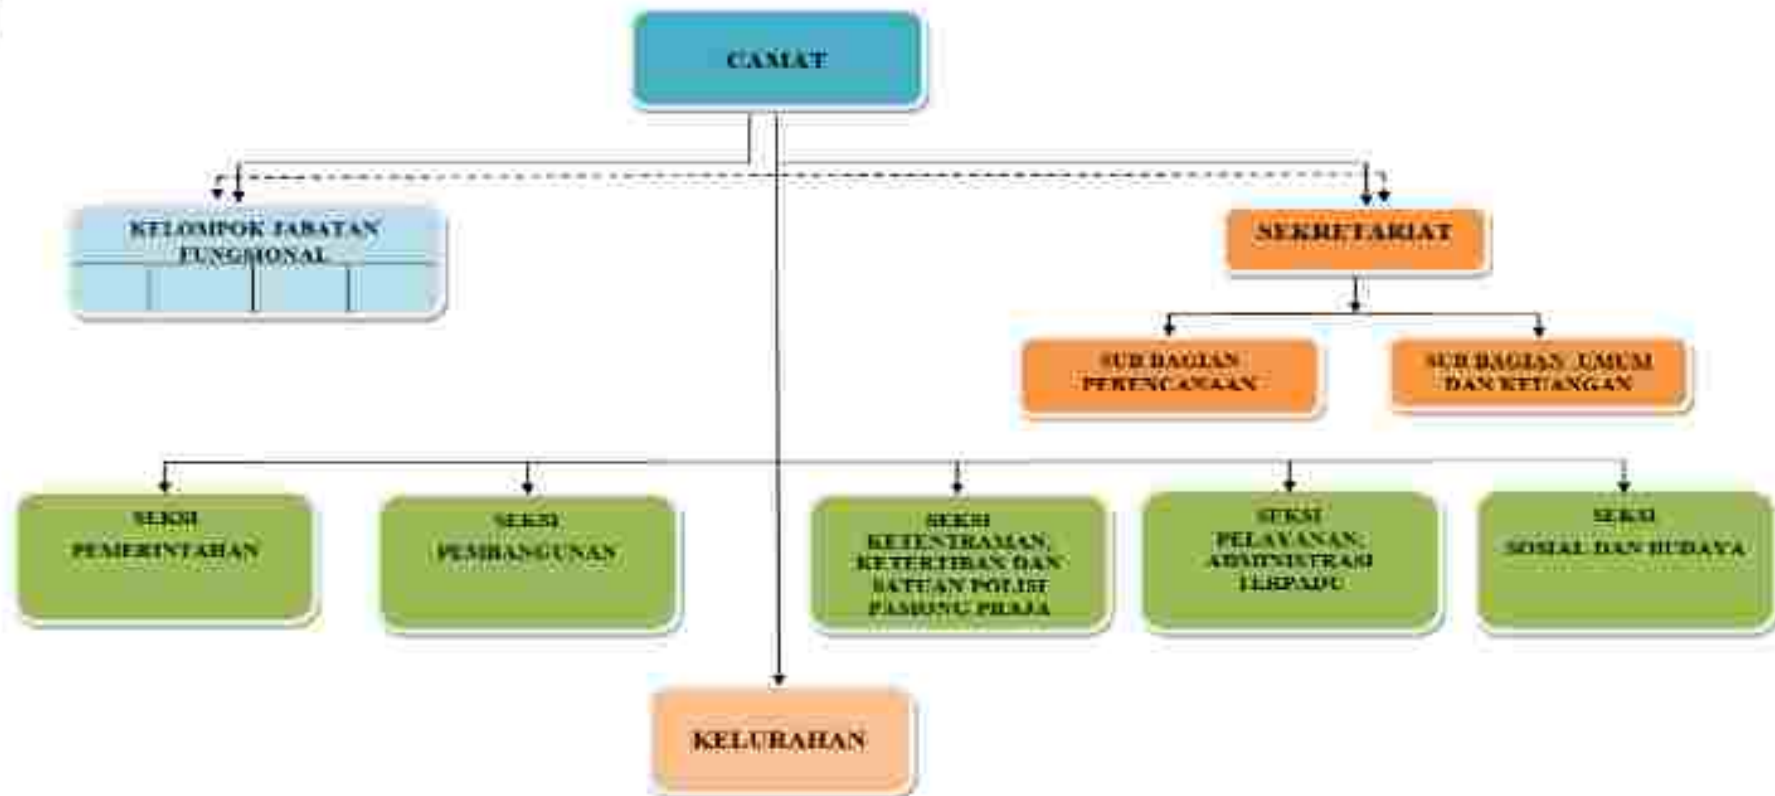 CAMAT
KELOMPOK JABATAN
FUNGSIONAL
SEKRETARIAT
SUB BAGIAN
PERENCANAAN
SUB BAGIAN UMUM
DAN KEUANGAN
SEKSI
PEMERINTAHAN
SEKSI
PEMBANGUNAN
SEKSI
KETENTRAMAN,
KETERTIBAN DAN
SATUAN POLISI
PAMONG PRAJA
SEKSI
PELAYANAN,
ADMINISTRASI
TERPADU
SEKSI
SOSIAL DAN BUDAYA
KELURAHAN